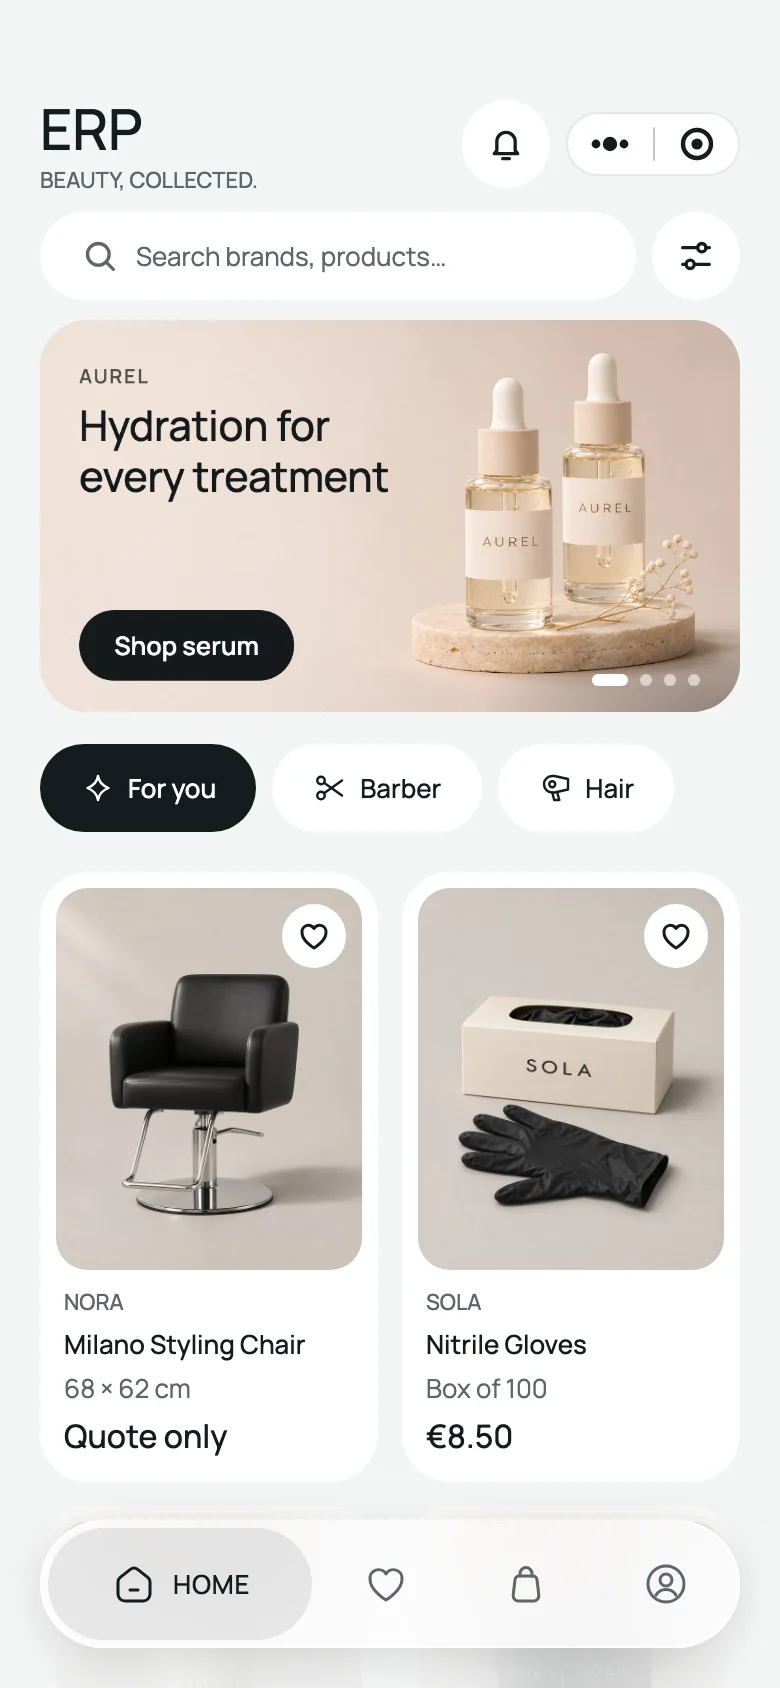 ERP
BEAUTY, COLLECTED.
Search brands, products...
AUREL
Hydration for
every treatment
AUREL
AUREL
Shop serum
For you
Barber
Hair
SOLA
NORA
Milano Styling Chair
68 × 62 cm
Quote only
SOLA
Nitrile Gloves
Box of 100
€8.50
HOME